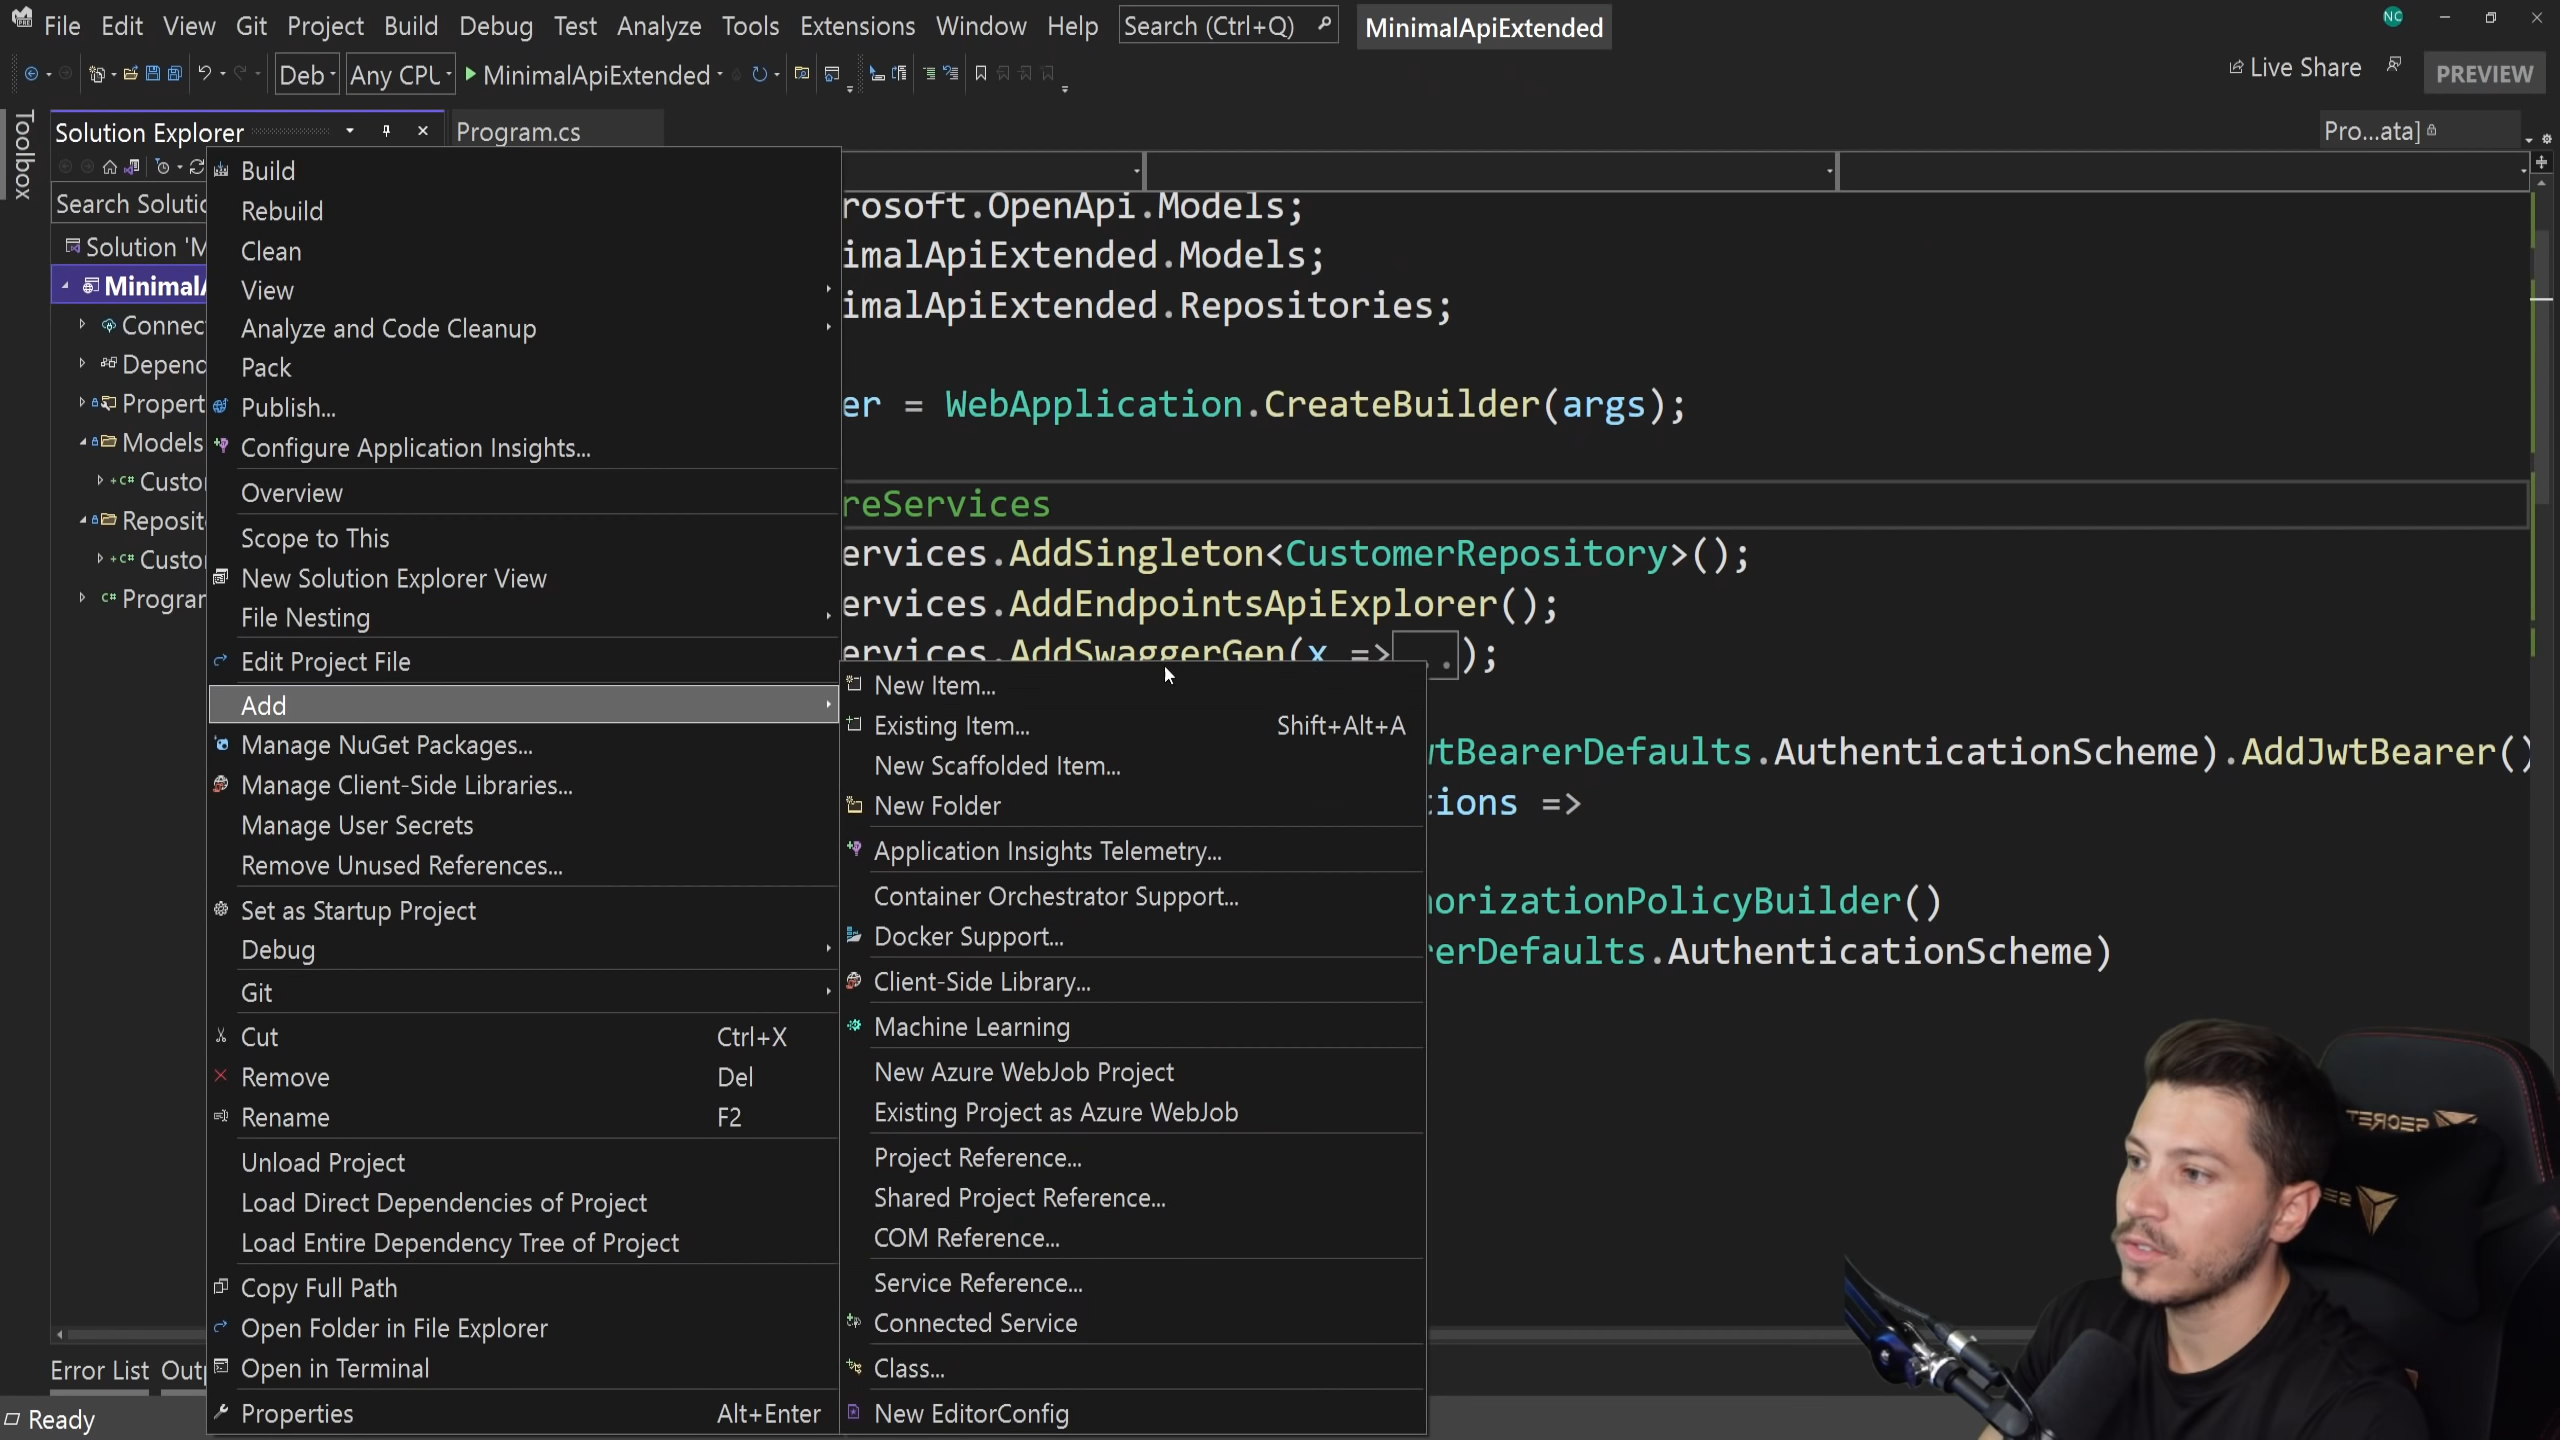 File Edit View Git Project Build Debug Test Analyze Tools Extensions Window Help Search (Ctrl+Q) MinimalApiExtended NC
Deb Any CPU MinimalApiExtended Live Share PREVIEW
Toolbox
Solution Explorer Program.cs Pro...ata]
Search Solutio
Solution 'M
MinimalA
Connec
Depend
Propert
Models
Custo
Reposit
Custo
Progran
Build
Rebuild
Clean
View
Analyze and Code Cleanup
Pack
Publish...
Configure Application Insights...
Overview
Scope to This
New Solution Explorer View
File Nesting
Edit Project File
Add
Manage NuGet Packages...
Manage Client-Side Libraries...
Manage User Secrets
Remove Unused References...
Set as Startup Project
Debug
Git
Cut Ctrl+X
Remove Del
Rename F2
Unload Project
Load Direct Dependencies of Project
Load Entire Dependency Tree of Project
Copy Full Path
Open Folder in File Explorer
Open in Terminal
Properties Alt+Enter
rosoft.OpenApi.Models;
imalApiExtended.Models;
imalApiExtended.Repositories;
er = WebApplication.CreateBuilder(args);
reServices
ervices.AddSingleton<CustomerRepository>();
ervices.AddEndpointsApiExplorer();
ervices.AddSwaggerGen(x =>...);
wtBearerDefaults.AuthenticationScheme).AddJwtBearer()
ions =>
orizationPolicyBuilder()
erDefaults.AuthenticationScheme)
New Item...
Existing Item... Shift+Alt+A
New Scaffolded Item...
New Folder
Application Insights Telemetry...
Container Orchestrator Support...
Docker Support...
Client-Side Library...
Machine Learning
New Azure WebJob Project
Existing Project as Azure WebJob
Project Reference...
Shared Project Reference...
COM Reference...
Service Reference...
Connected Service
Class...
New EditorConfig
Error List Outp
Ready
SECRET